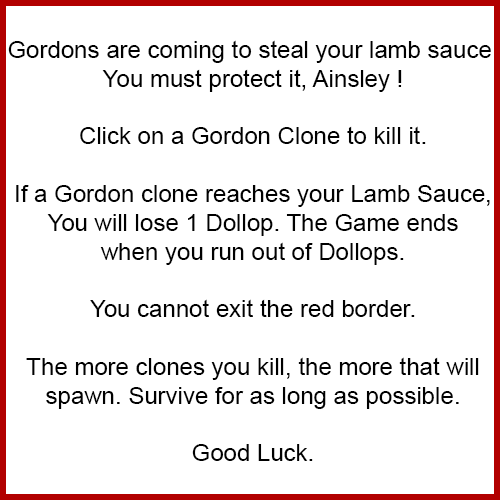 Gordons are coming to steal your lamb sauce
You must protect it, Ainsley !
Click on a Gordon Clone to kill it.
If a Gordon clone reaches your Lamb Sauce,
You will lose 1 Dollop. The Game ends
when you run out of Dollops.
You cannot exit the red border.
The more clones you kill, the more that will
spawn. Survive for as long as possible.
Good Luck.